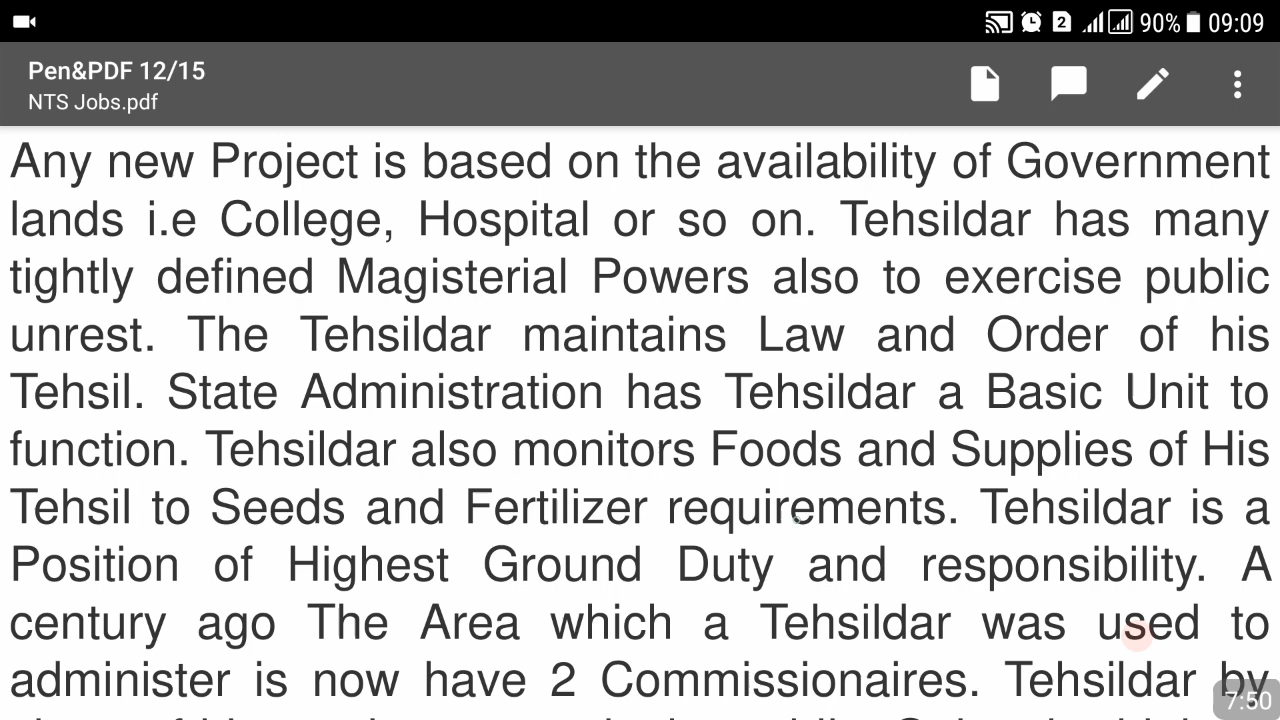 2 90% 09:09
Pen&PDF 12/15
NTS Jobs.pdf
Any new Project is based on the availability of Government
lands i.e College, Hospital or so on. Tehsildar has many
tightly defined Magisterial Powers also to exercise public
unrest. The Tehsildar maintains Law and Order of his
Tehsil. State Administration has Tehsildar a Basic Unit to
function. Tehsildar also monitors Foods and Supplies of His
Tehsil to Seeds and Fertilizer requirements. Tehsildar is a
Position of Highest Ground Duty and responsibility. A
century ago The Area which a Tehsildar was used to
administer is now have 2 Commissionaires. Tehsildar by
7:50